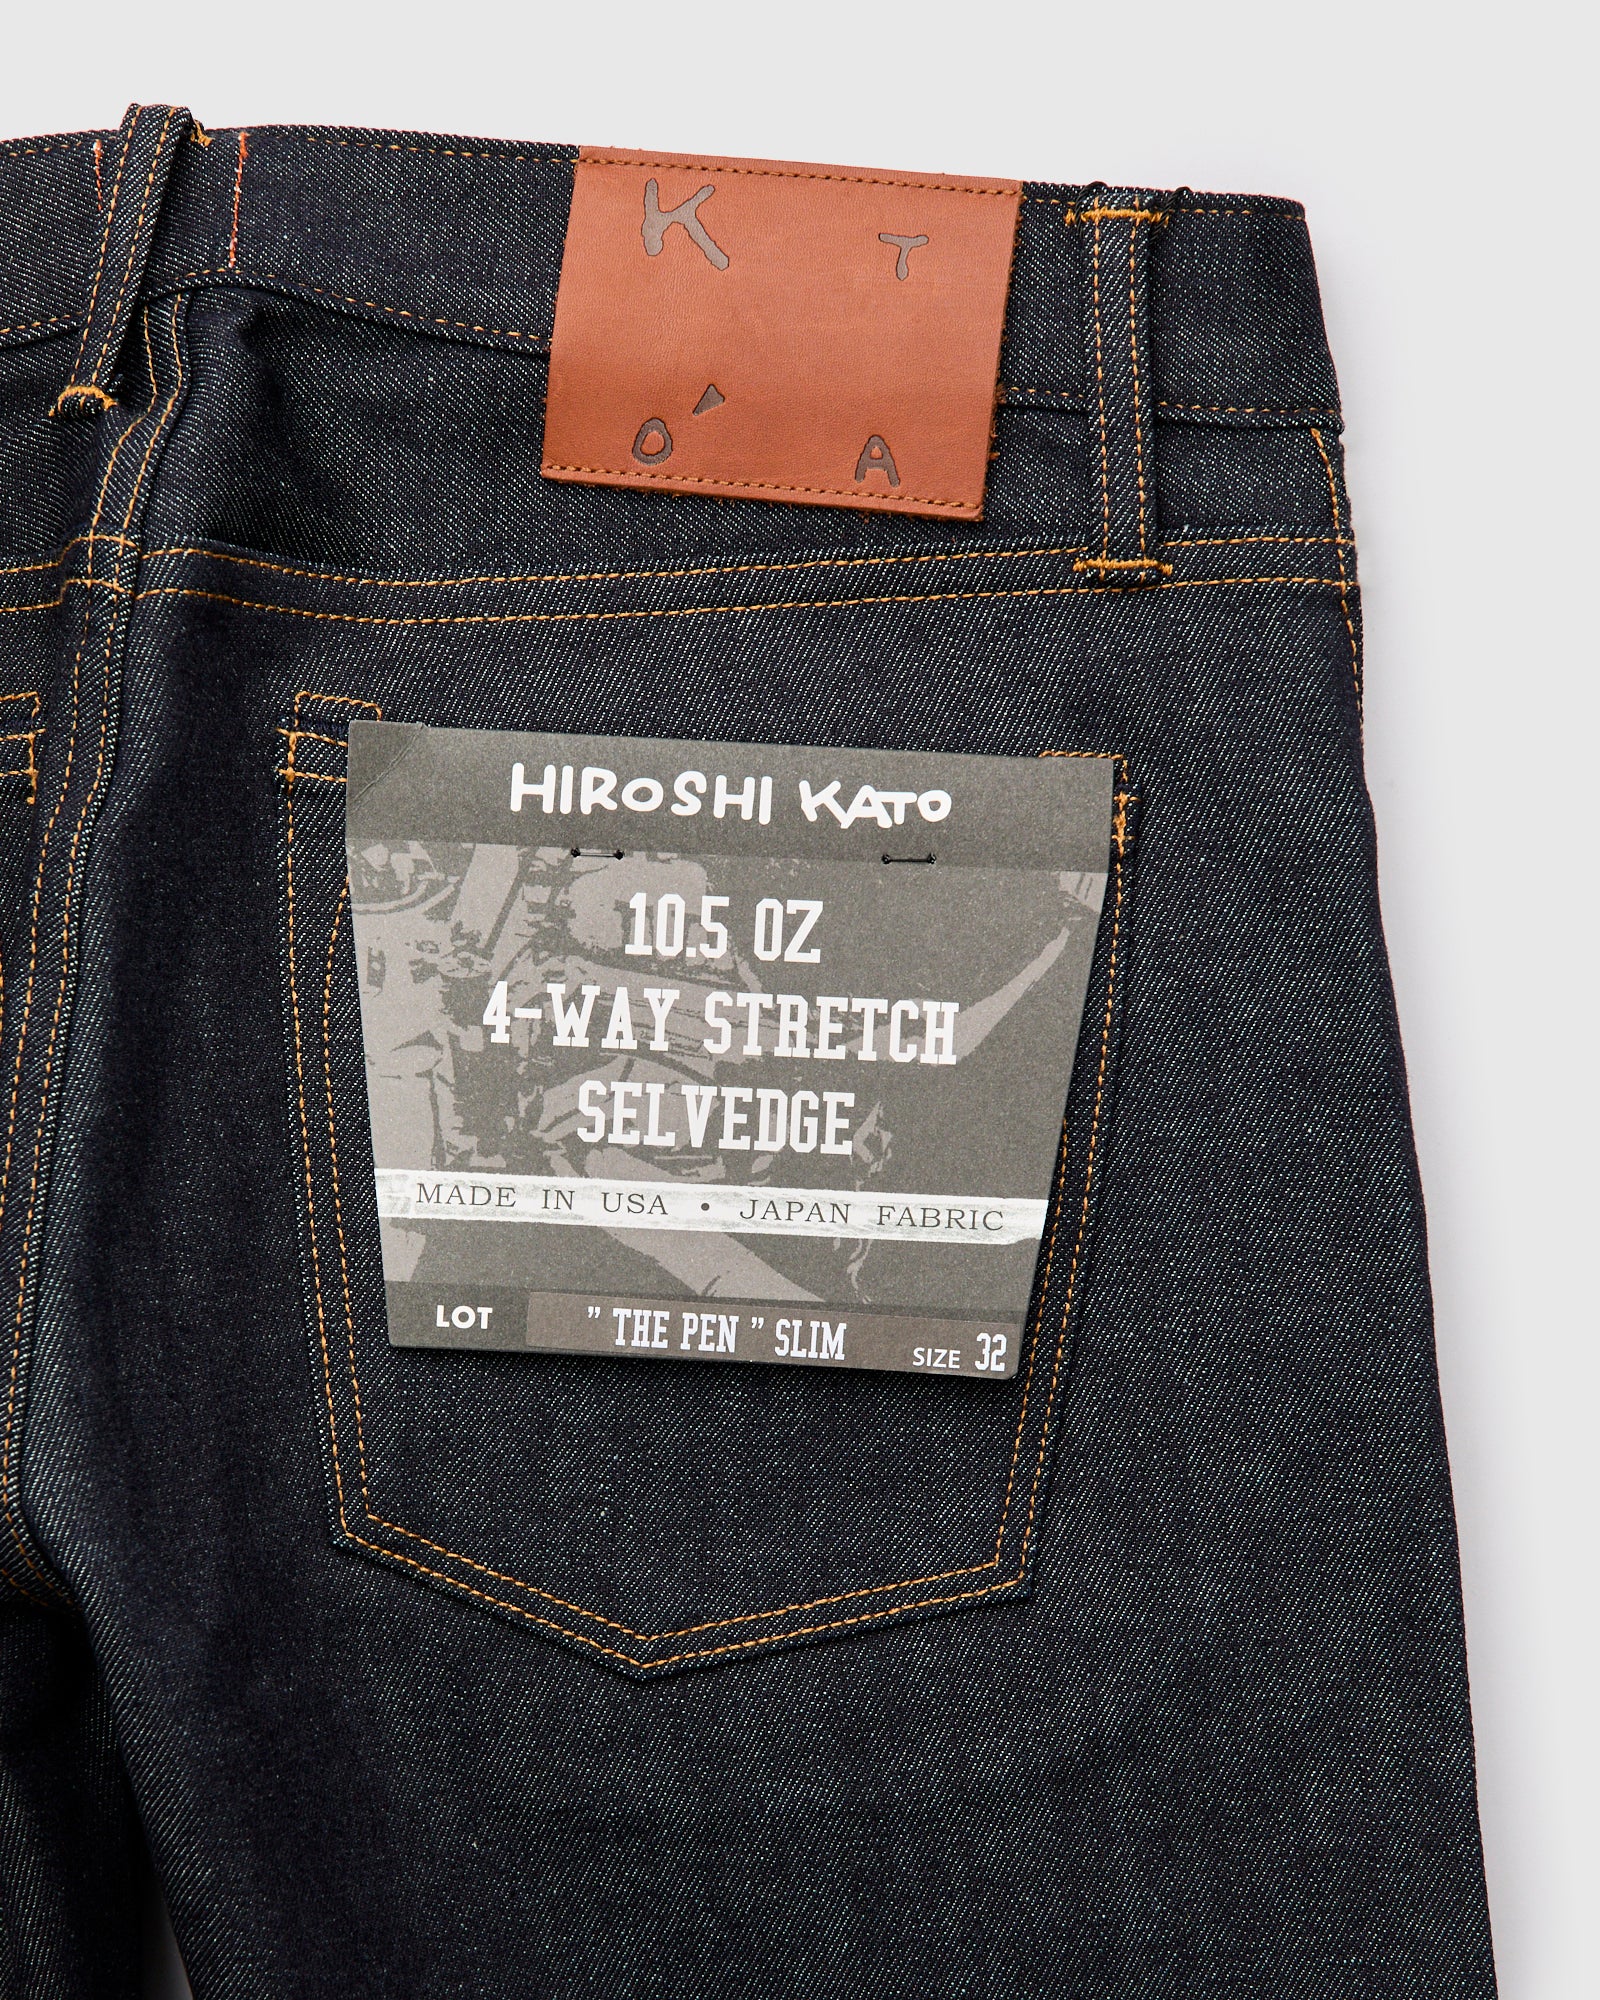 K T
O' A
HIROSHI KATO
10.5 OZ
4-WAY STRETCH
SELVEDGE
MADE IN USA • JAPAN FABRIC
LOT " THE PEN " SLIM SIZE 32